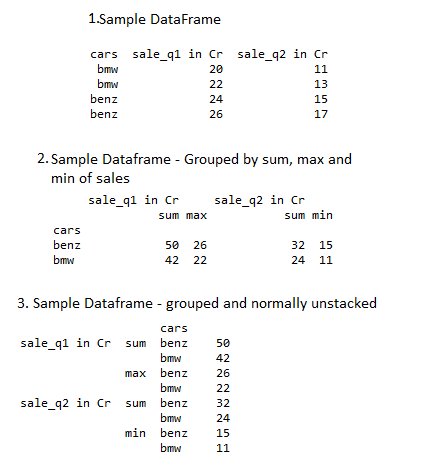 1.Sample DataFrame
cars sale_q1 in Cr sale_q2 in Cr
bmw 20 11
bmw 22 13
benz 24 15
benz 26 17
2. Sample Dataframe - Grouped by sum, max and
min of sales
sale_q1 in Cr sale_q2 in Cr
sum max sum min
cars
benz 50 26 32 15
bmw 42 22 24 11
3. Sample Dataframe - grouped and normally unstacked
cars
sale_q1 in Cr sum benz 50
bmw 42
max benz 26
bmw 22
sale_q2 in Cr sum benz 32
bmw 24
min benz 15
bmw 11